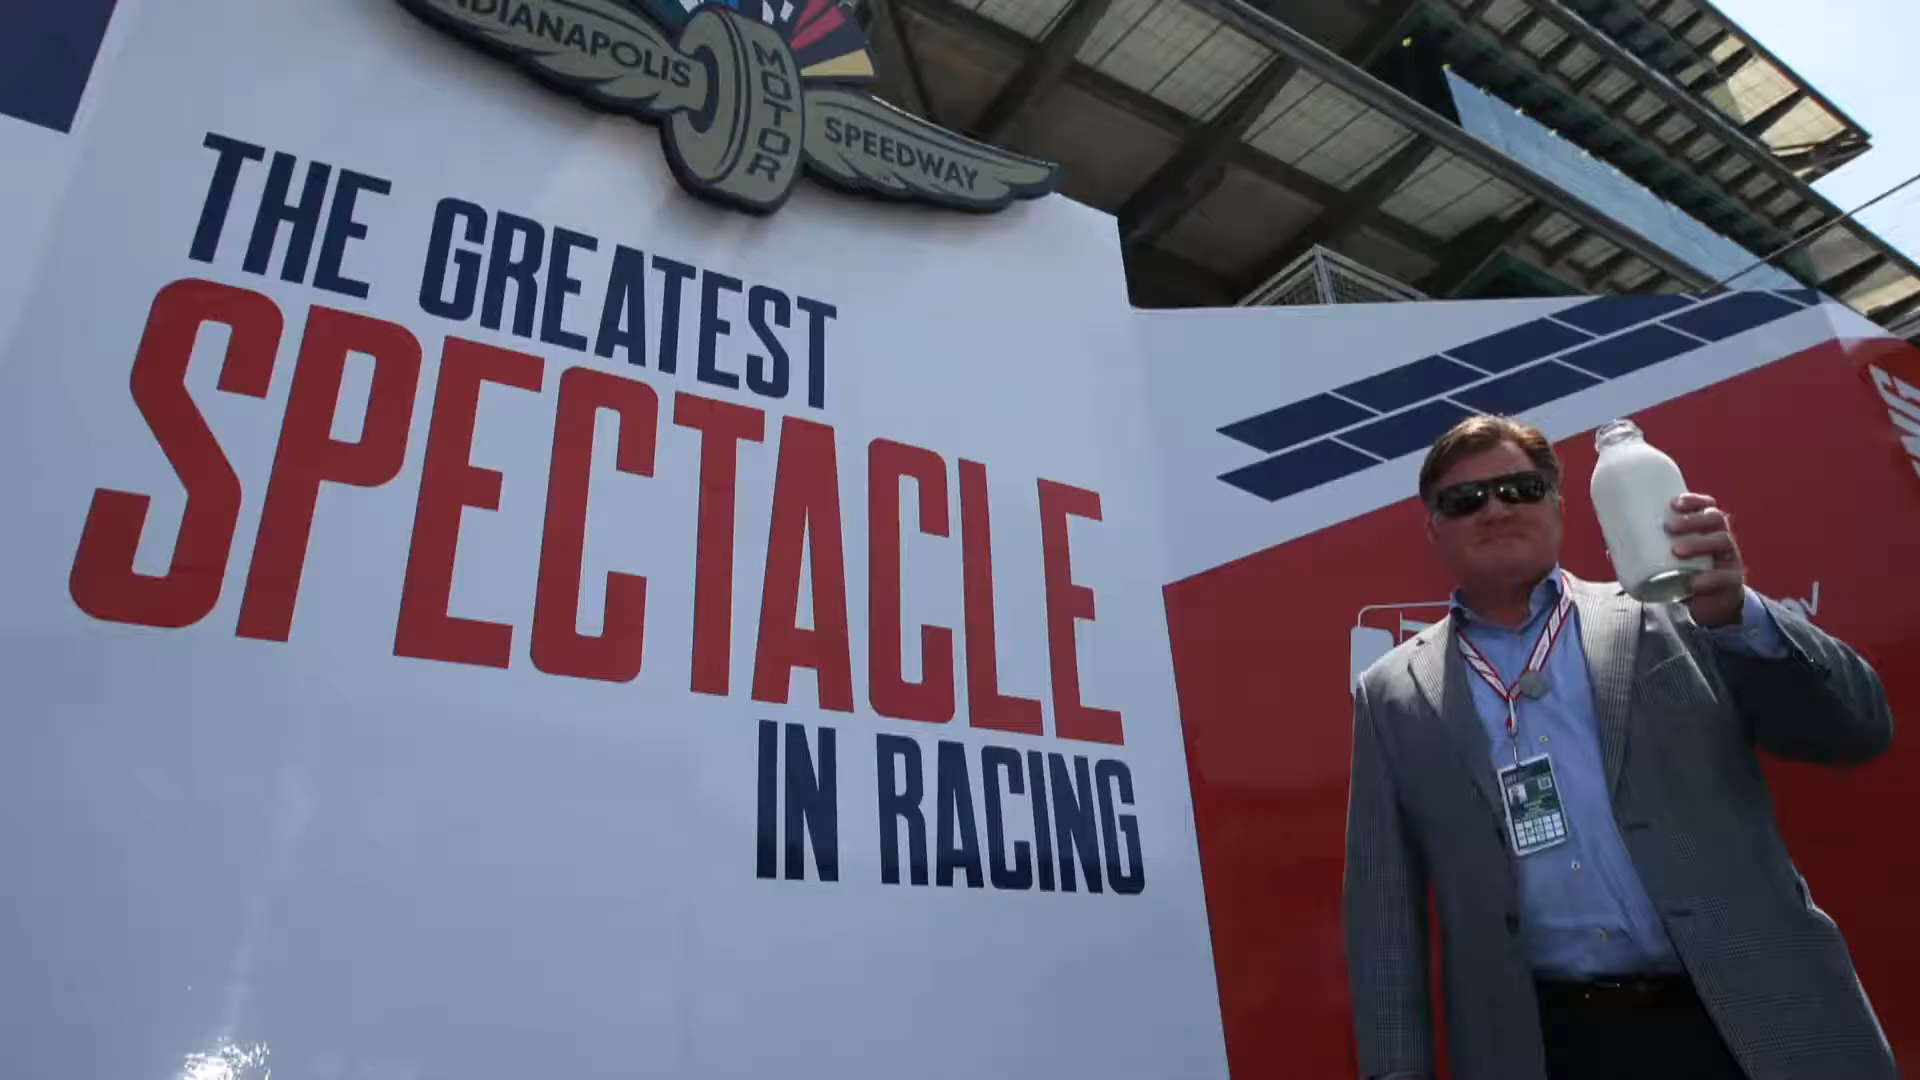 INDIANAPOLIS
MOTOR
SPEEDWAY
THE GREATEST
SPECTACLE
IN RACING